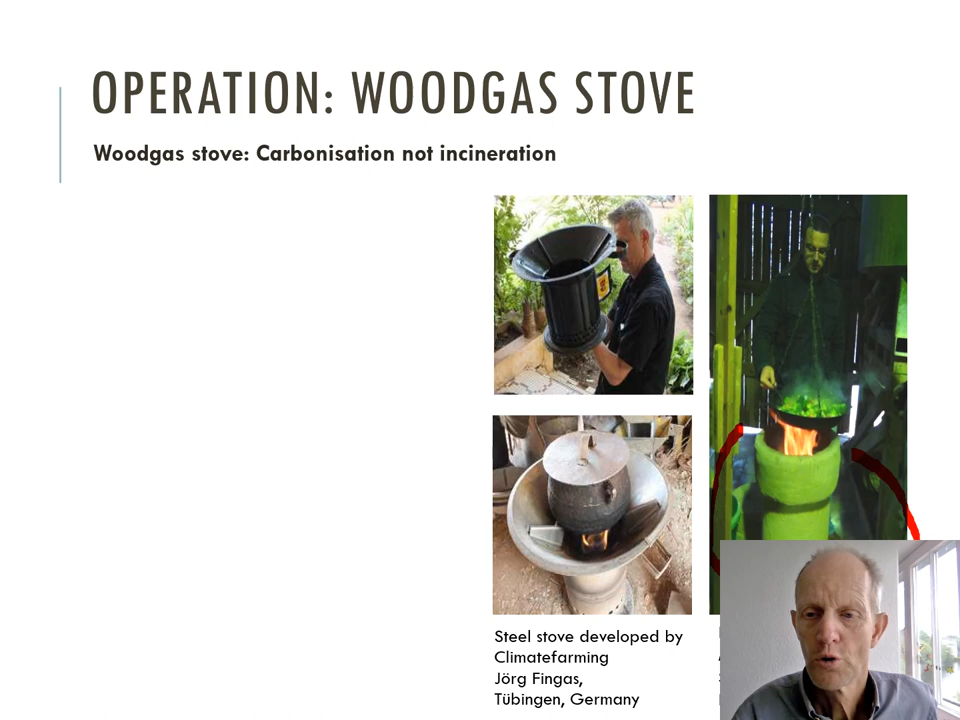 OPERATION: WOODGAS STOVE
Woodgas stove: Carbonisation not incineration
Steel stove developed by
Climatefarming
Jörg Fingas,
Tübingen, Germany